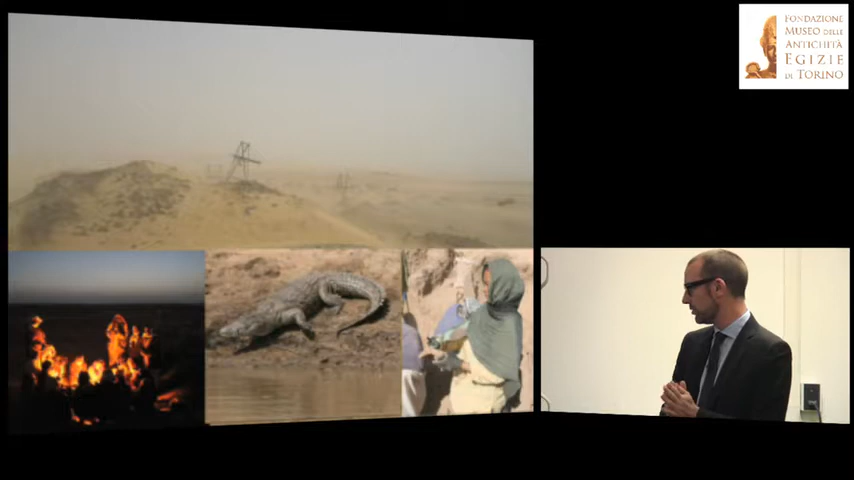 FONDAZIONE
MUSEO DELLE
ANTICHITÀ
EGIZIE
DI TORINO